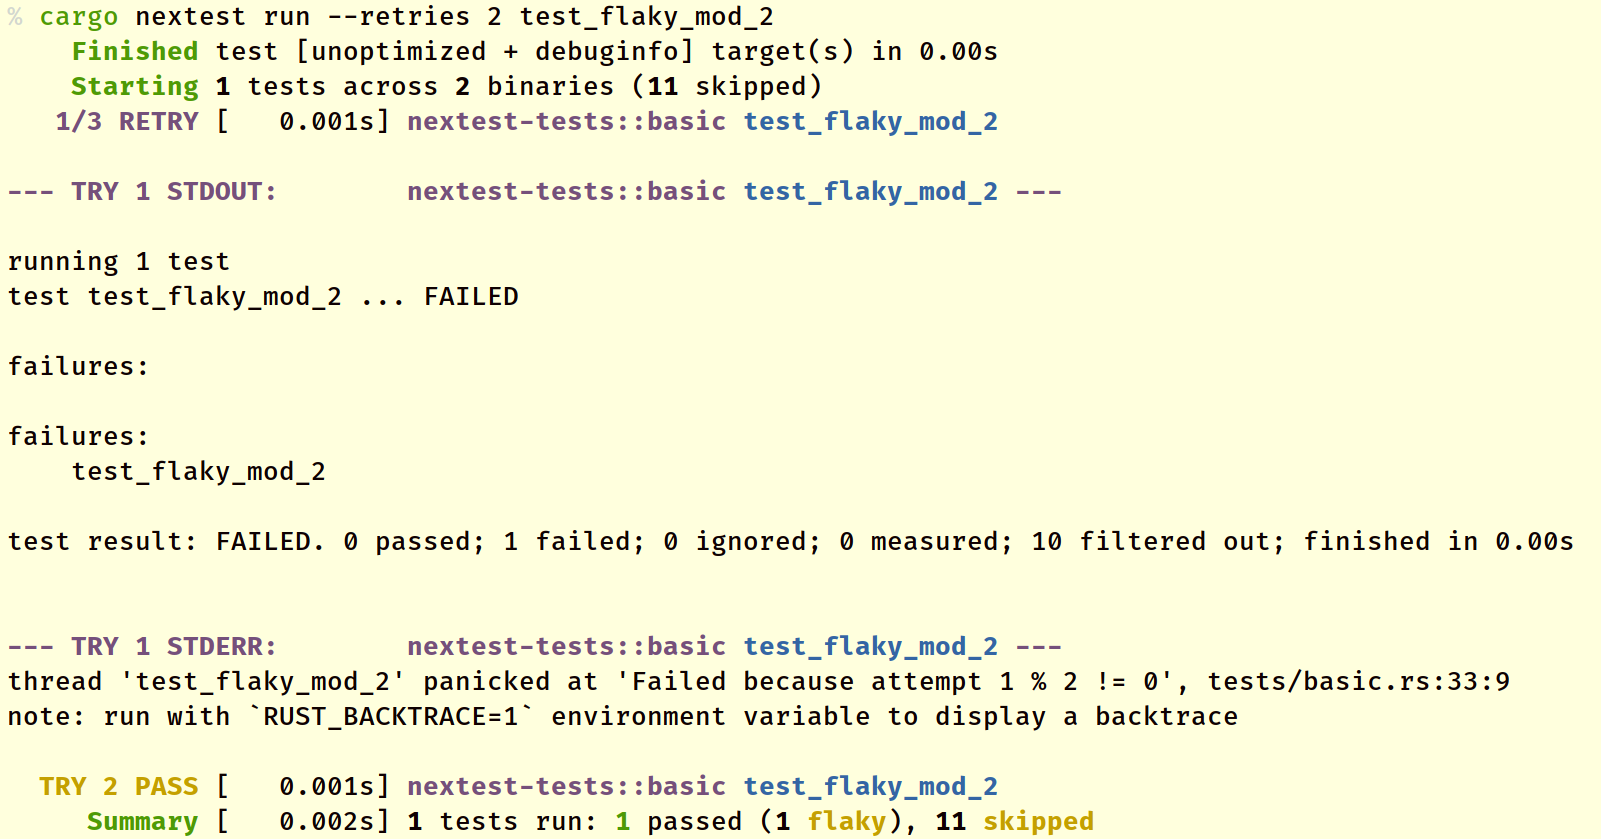 % cargo nextest run --retries 2 test_flaky_mod_2
    Finished test [unoptimized + debuginfo] target(s) in 0.00s
    Starting 1 tests across 2 binaries (11 skipped)
   1/3 RETRY [   0.001s] nextest-tests::basic test_flaky_mod_2

--- TRY 1 STDOUT:        nextest-tests::basic test_flaky_mod_2 ---

running 1 test
test test_flaky_mod_2 ... FAILED

failures:

failures:
    test_flaky_mod_2

test result: FAILED. 0 passed; 1 failed; 0 ignored; 0 measured; 10 filtered out; finished in 0.00s


--- TRY 1 STDERR:        nextest-tests::basic test_flaky_mod_2 ---
thread 'test_flaky_mod_2' panicked at 'Failed because attempt 1 % 2 != 0', tests/basic.rs:33:9
note: run with `RUST_BACKTRACE=1` environment variable to display a backtrace

  TRY 2 PASS [   0.001s] nextest-tests::basic test_flaky_mod_2
     Summary [   0.002s] 1 tests run: 1 passed (1 flaky), 11 skipped